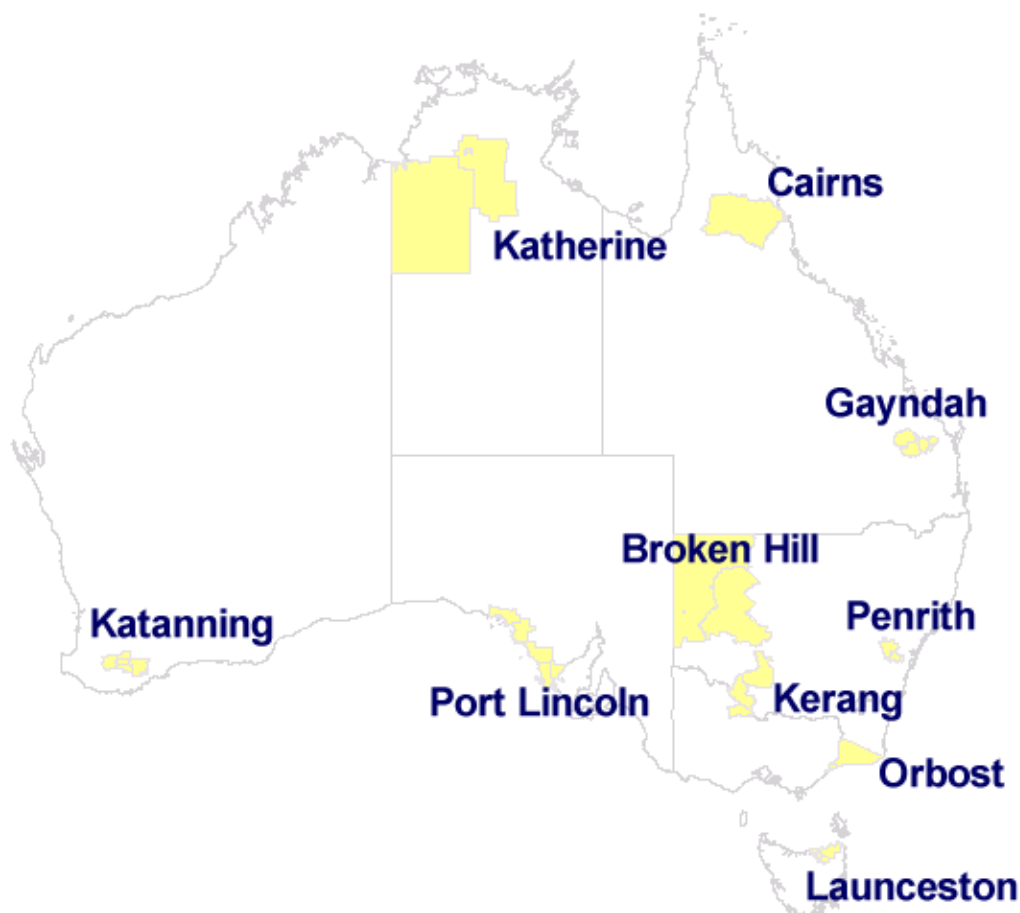 Cairns
Katherine
Gayndah
Broken Hill
Katanning
Penrith
Port Lincoln
Kerang
Orbost
Launceston